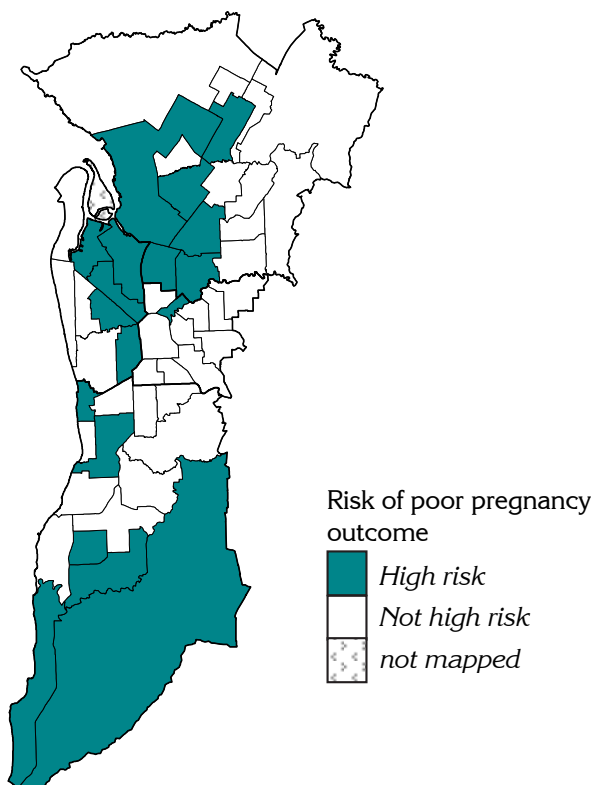 Risk of poor pregnancy
outcome
High risk
Not high risk
not mapped